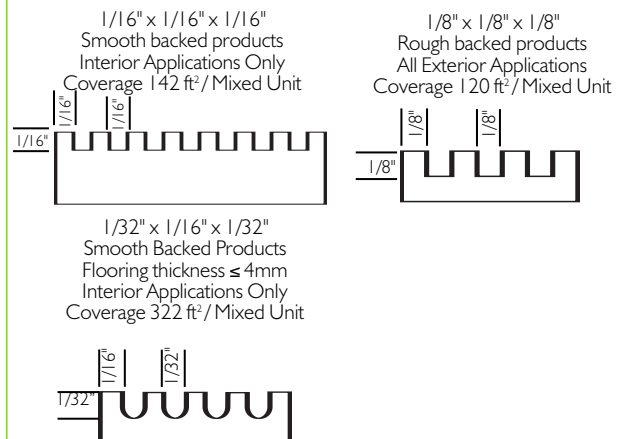 1/16" x 1/16" x 1/16"
Smooth backed products
Interior Applications Only
Coverage 142 ft²/ Mixed Unit
1/16"
1/16"
1/16"
1/8" x 1/8" x 1/8"
Rough backed products
All Exterior Applications
Coverage 120 ft²/ Mixed Unit
1/8"
1/8"
1/8"
1/32" x 1/16" x 1/32"
Smooth Backed Products
Flooring thickness ≤ 4mm
Interior Applications Only
Coverage 322 ft²/ Mixed Unit
1/16"
1/32"
1/32"